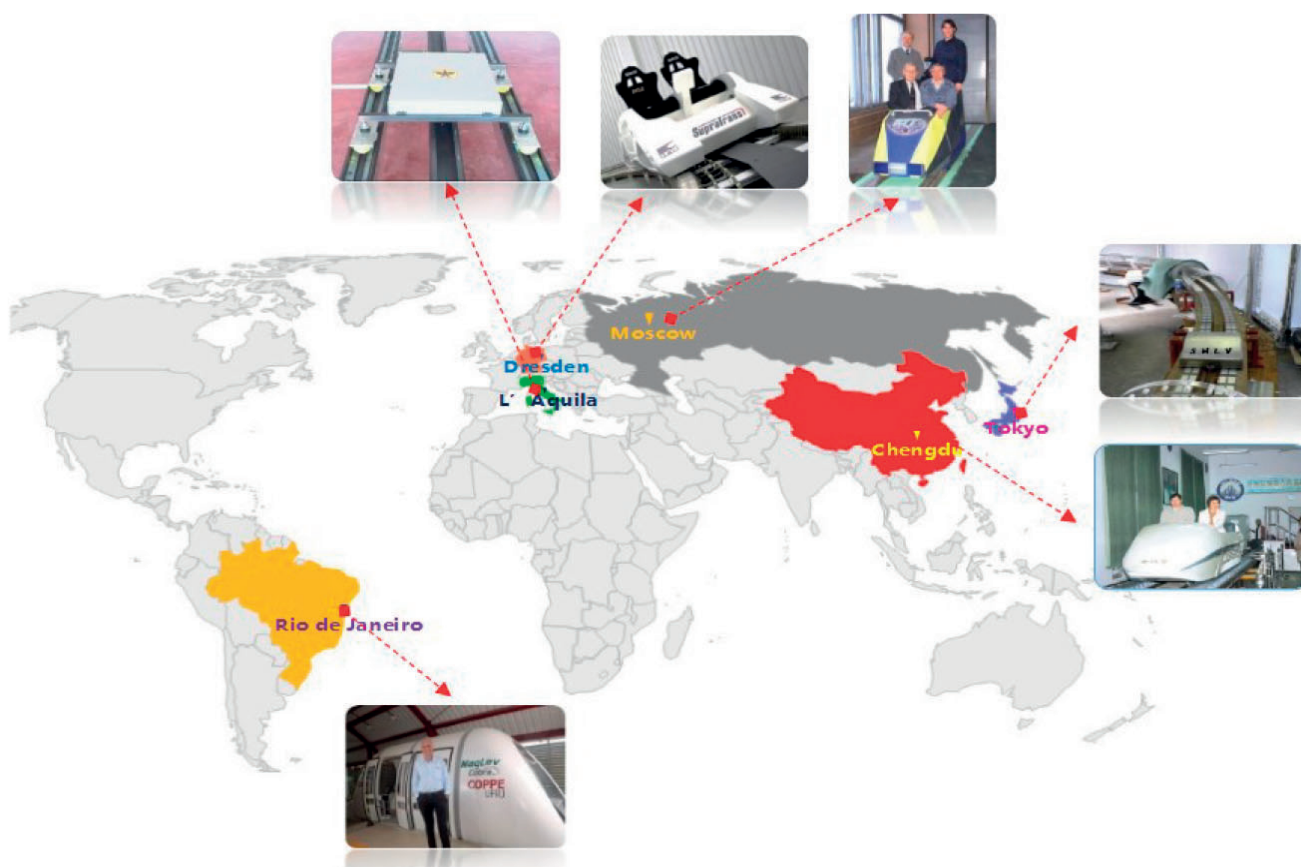 SupraTrans
Moscow
Dresden
L´ Aquila
Tokyo
SHLV
Chengdu
Rio de Janeiro
MagLev
Cobra
COPPE
UFRJ